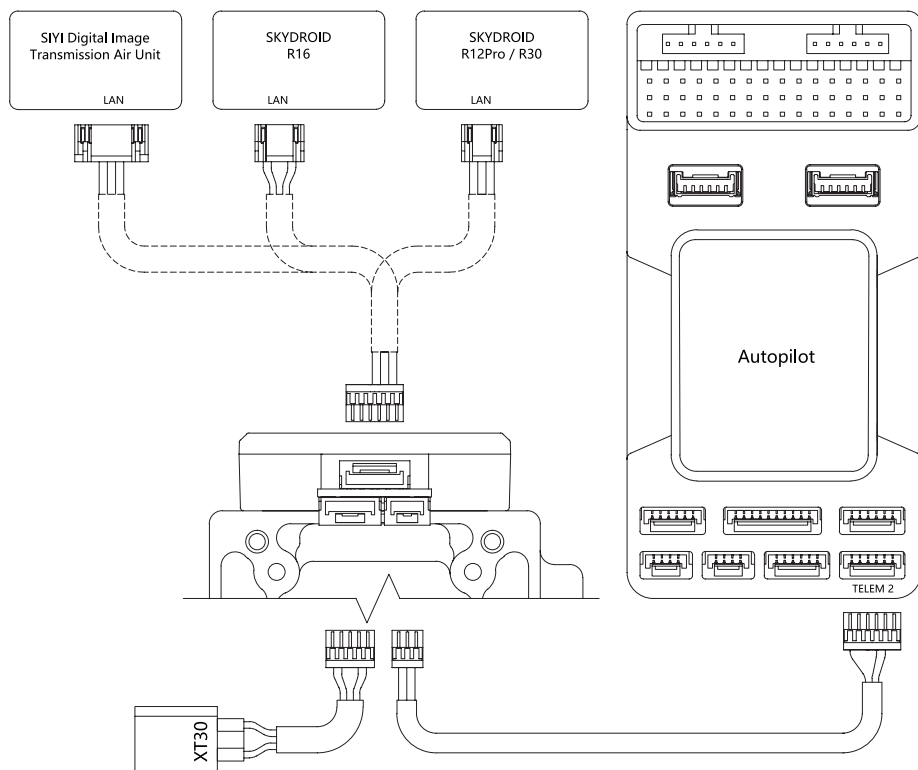 SIYI Digital Image
Transmission Air Unit
LAN
SKYDROID
R16
LAN
SKYDROID
R12Pro / R30
LAN
Autopilot
TELEM 2
XT30